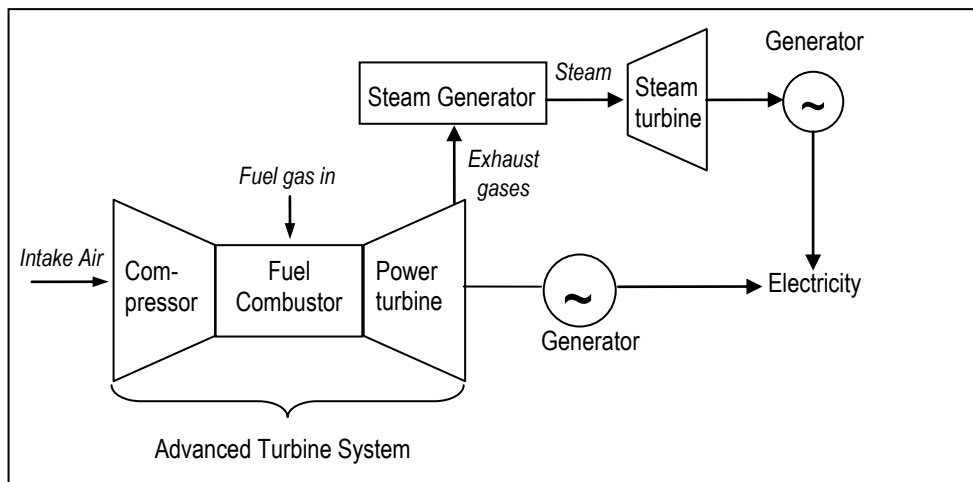 Generator
~
Steam
Steam Generator
Steam
turbine
Exhaust
gases
Fuel gas in
Intake Air
Com-
pressor
Fuel
Combustor
Power
turbine
~
Generator
Electricity
Advanced Turbine System